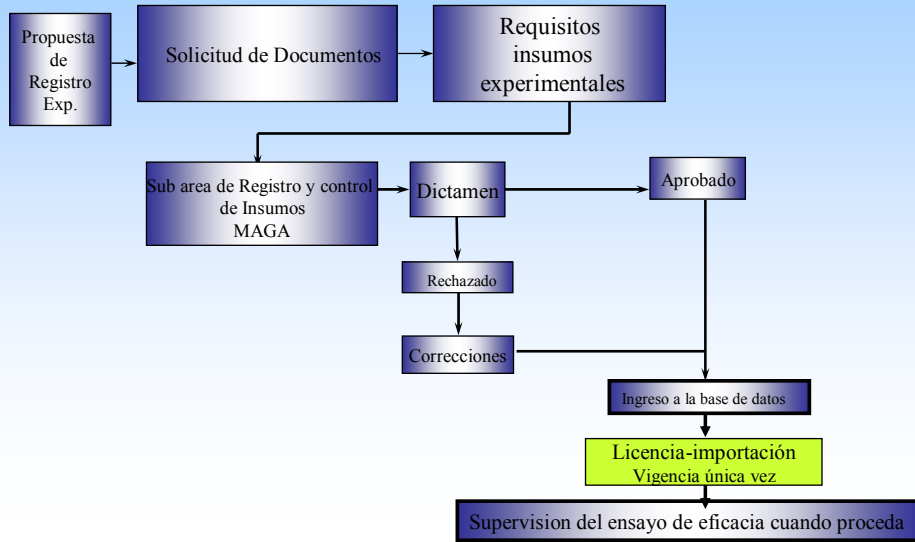 Propuesta
de
Registro
Exp.
Solicitud de Documentos
Requisitos
insumos
experimentales
Sub area de Registro y control
de Insumos
MAGA
Dictamen
Aprobado
Rechazado
Correcciones
Ingreso a la base de datos
Licencia-importación
Vigencia única vez
Supervision del ensayo de eficacia cuando proceda